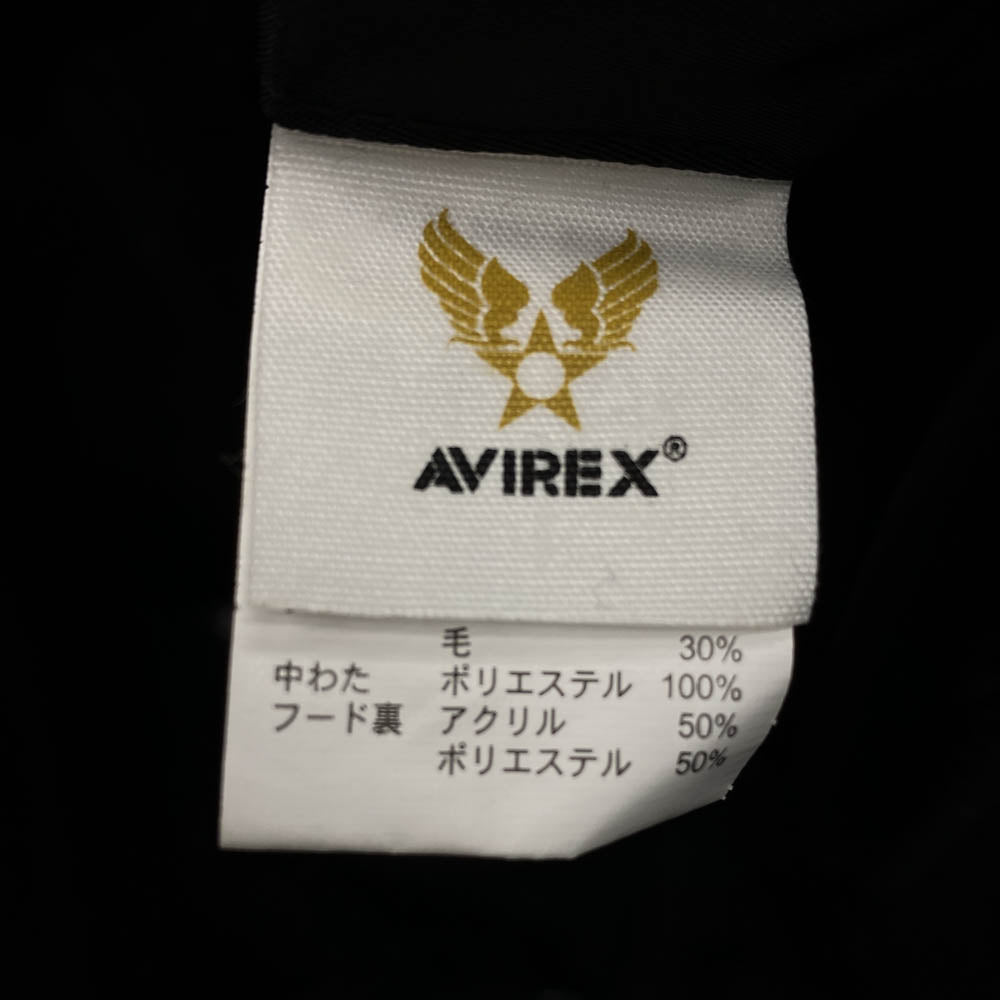 AVIREX®
毛 30%
中わた ポリエステル 100%
フード裏 アクリル 50%
ポリエステル 50%